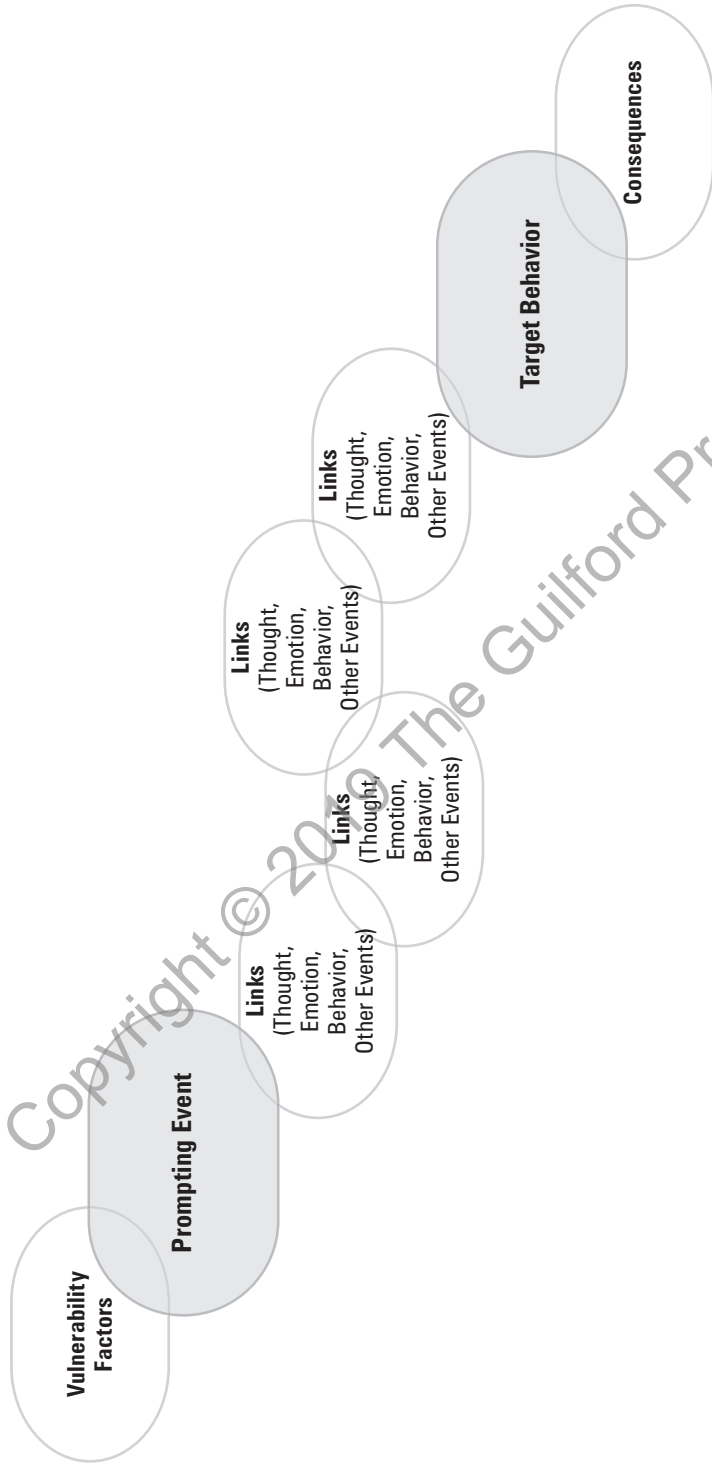 Vulnerability
Factors
Prompting Event
Links
(Thought,
Emotion,
Behavior,
Other Events)
Links
(Thought,
Emotion,
Behavior,
Other Events)
Links
(Thought,
Emotion,
Behavior,
Other Events)
Links
(Thought,
Emotion,
Behavior,
Other Events)
Target Behavior
Consequences
Copyright © 2019 The Guilford Pr